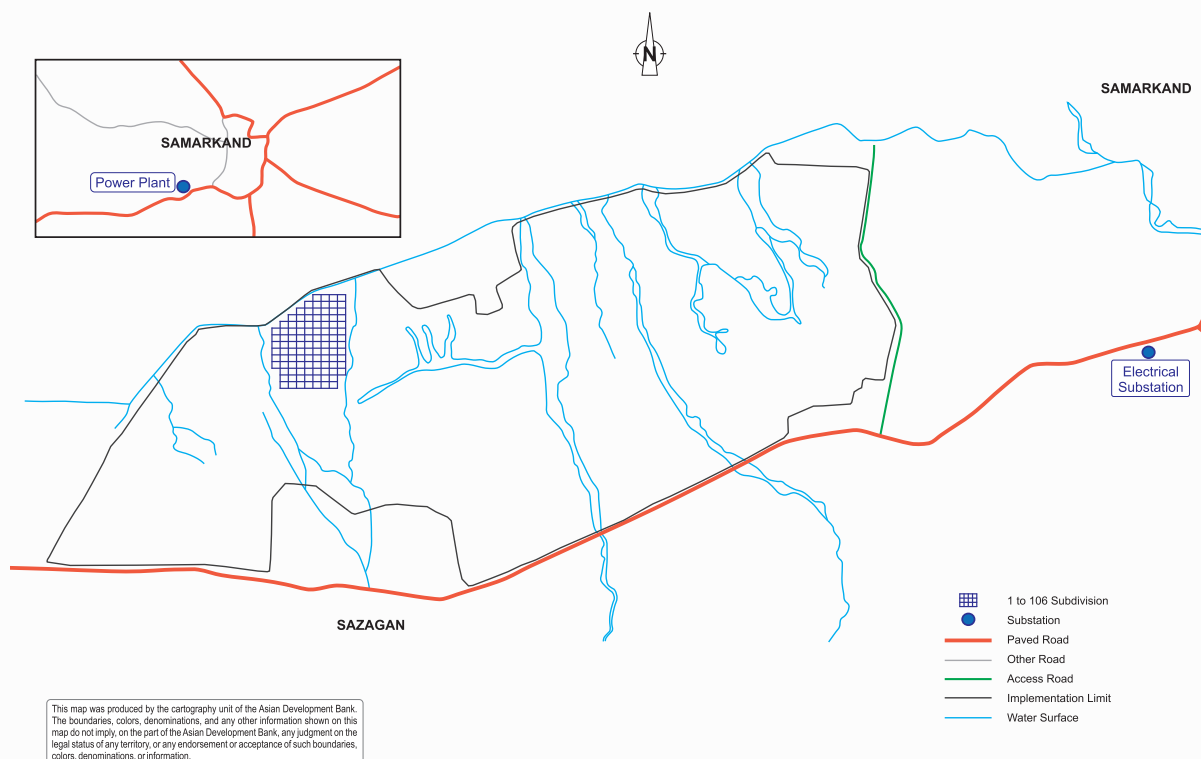 N
SAMARKAND
SAMARKAND
Power Plant
Electrical
Substation
SAZAGAN
1 to 106 Subdivision
Substation
Paved Road
Other Road
Access Road
Implementation Limit
Water Surface
This map was produced by the cartography unit of the Asian Development Bank.
The boundaries, colors, denominations, and any other information shown on this
map do not imply, on the part of the Asian Development Bank, any judgment on the
legal status of any territory, or any endorsement or acceptance of such boundaries,
colors, denominations, or information.